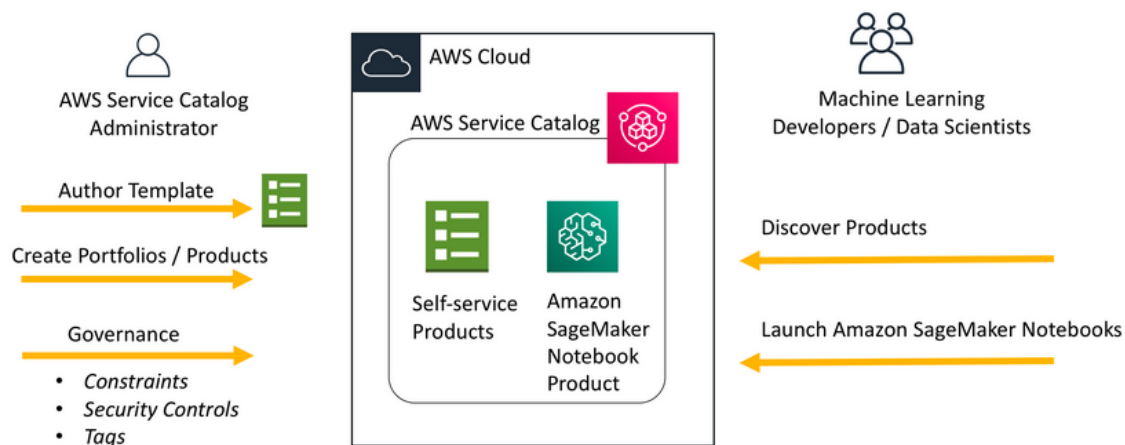 AWS Service Catalog
Administrator
Author Template
Create Portfolios / Products
Governance
• Constraints
• Security Controls
• Tags
AWS Cloud
AWS Service Catalog
Self-service
Products
Amazon
SageMaker
Notebook
Product
Machine Learning
Developers / Data Scientists
Discover Products
Launch Amazon SageMaker Notebooks